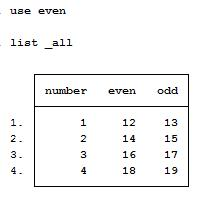 . use even
. list _all
number even odd
1. 1 12 13
2. 2 14 15
3. 3 16 17
4. 4 18 19